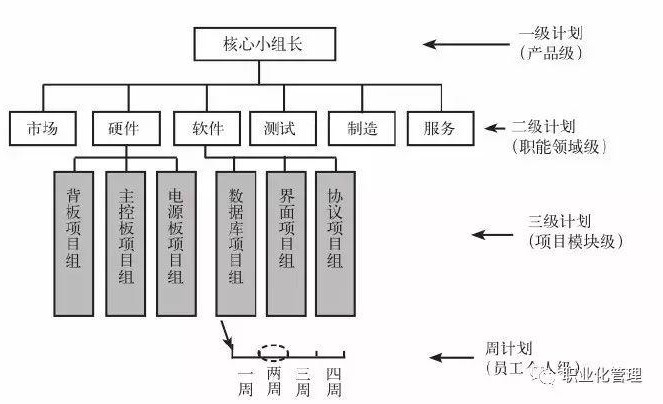 核心小组长
一级计划
（产品级）
市场
硬件
软件
测试
制造
服务
二级计划
（职能领域级）
背板项目组
主控板项目组
电源板项目组
数据库项目组
界面项目组
协议项目组
三级计划
（项目模块级）
一周
两周
三周
四周
周计划
（员工个人级）
职业化管理